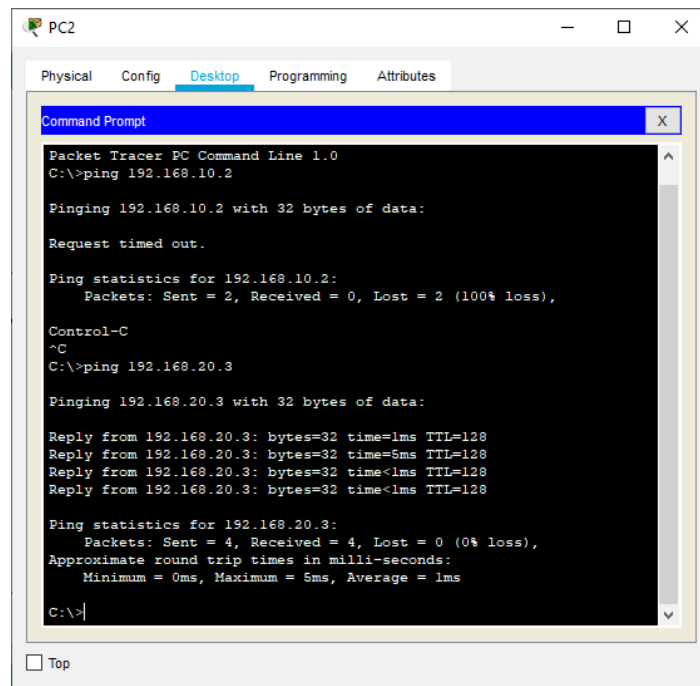 PC2
Physical Config Desktop Programming Attributes
Command Prompt X
Packet Tracer PC Command Line 1.0
C:\>ping 192.168.10.2
Pinging 192.168.10.2 with 32 bytes of data:
Request timed out.
Ping statistics for 192.168.10.2:
Packets: Sent = 2, Received = 0, Lost = 2 (100% loss),
Control-C
^C
C:\>ping 192.168.20.3
Pinging 192.168.20.3 with 32 bytes of data:
Reply from 192.168.20.3: bytes=32 time=1ms TTL=128
Reply from 192.168.20.3: bytes=32 time=5ms TTL=128
Reply from 192.168.20.3: bytes=32 time<1ms TTL=128
Reply from 192.168.20.3: bytes=32 time<1ms TTL=128
Ping statistics for 192.168.20.3:
Packets: Sent = 4, Received = 4, Lost = 0 (0% loss),
Approximate round trip times in milli-seconds:
Minimum = 0ms, Maximum = 5ms, Average = 1ms
C:\>
Top